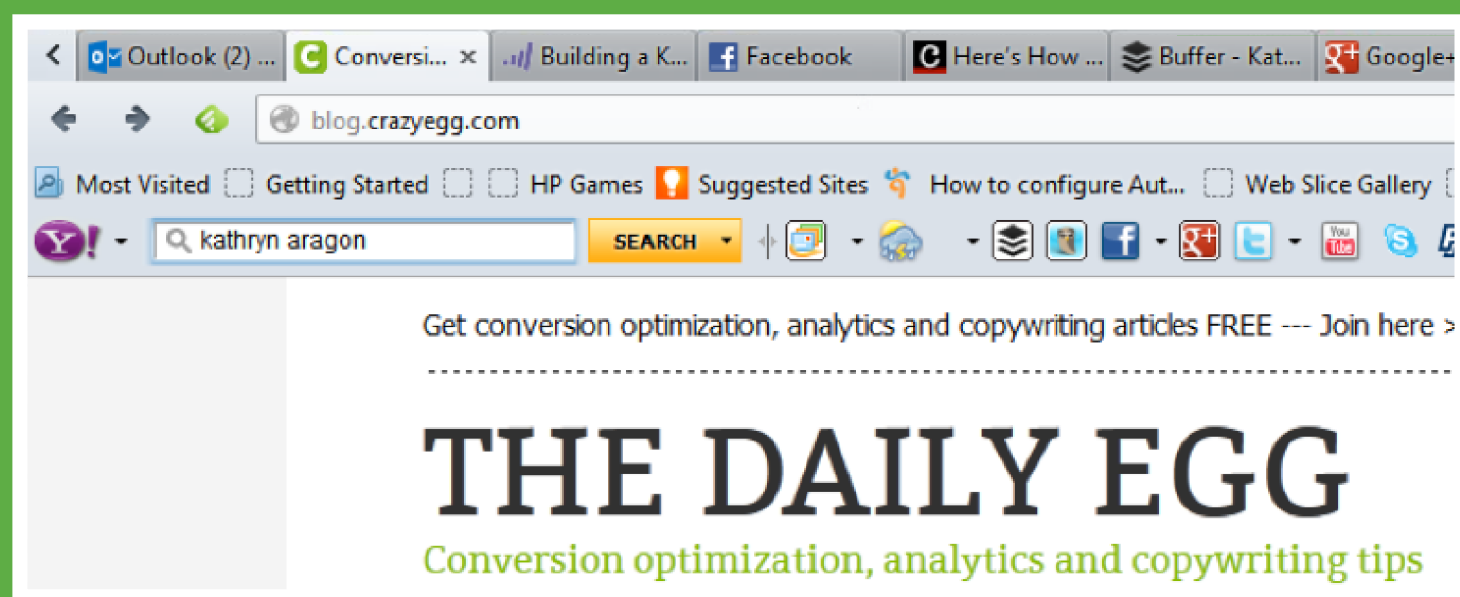 Outlook (2) ... Conversi... × Building a K... Facebook Here's How ... Buffer - Kat... Google+
blog.crazyegg.com
Most Visited Getting Started HP Games Suggested Sites How to configure Aut... Web Slice Gallery
Y! kathryn aragon SEARCH You Tube
Get conversion optimization, analytics and copywriting articles FREE --- Join here >
THE DAILY EGG
Conversion optimization, analytics and copywriting tips